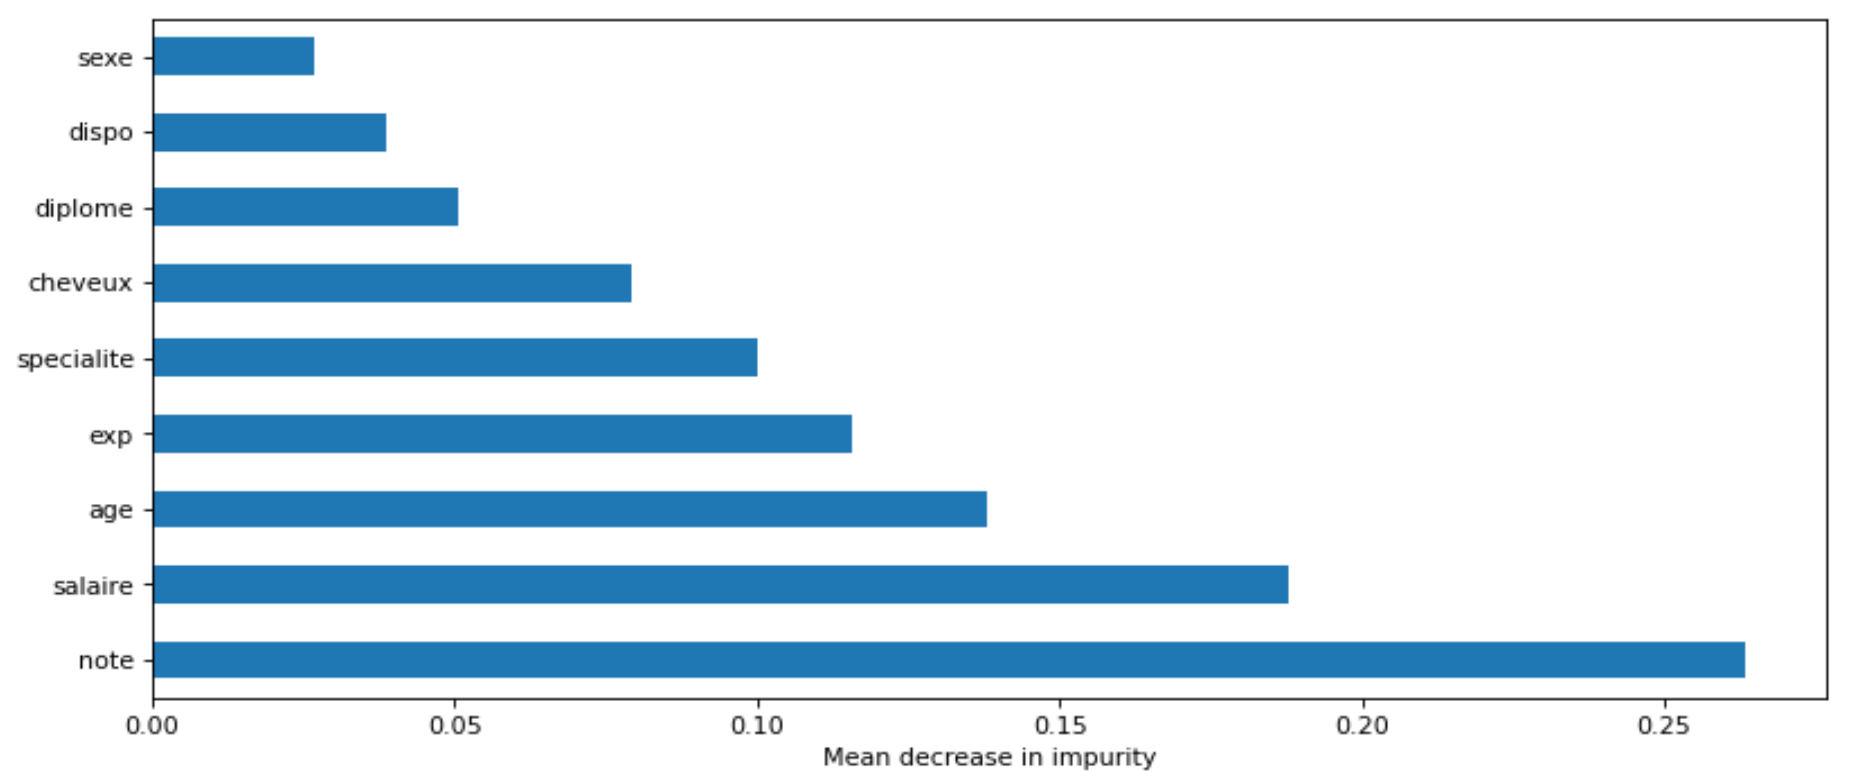 sexe
dispo
diplome
cheveux
specialite
exp
age
salaire
note
0.00 0.05 0.10 0.15 0.20 0.25
Mean decrease in impurity